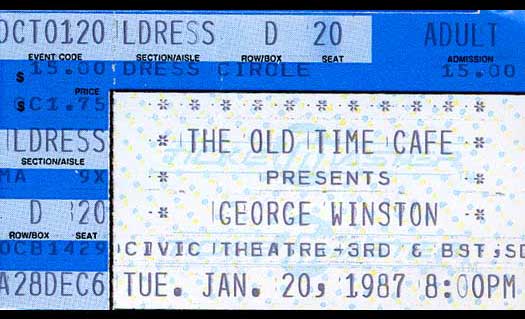 OCT0120 LDRESS D 20 ADULT
EVENT CODE SECTION/AISLE ROW/BOX SEAT ADMISSION
$ 15.00 DRESS CIRCLE 15.00
PRICE
$C1.75
LDRESS
SECTION/AISLE
MA 9X
D 20
ROW/BOX SEAT
OCB1429
A28DEC6
* * * * * * * * * *
* THE OLD TIME CAFE *
TICKETMASTER
PRESENTS *
* GEORGE WINSTON *
CIVIC THEATRE-3RD & BST,SD
TUE. JAN. 20, 1987 8:00PM